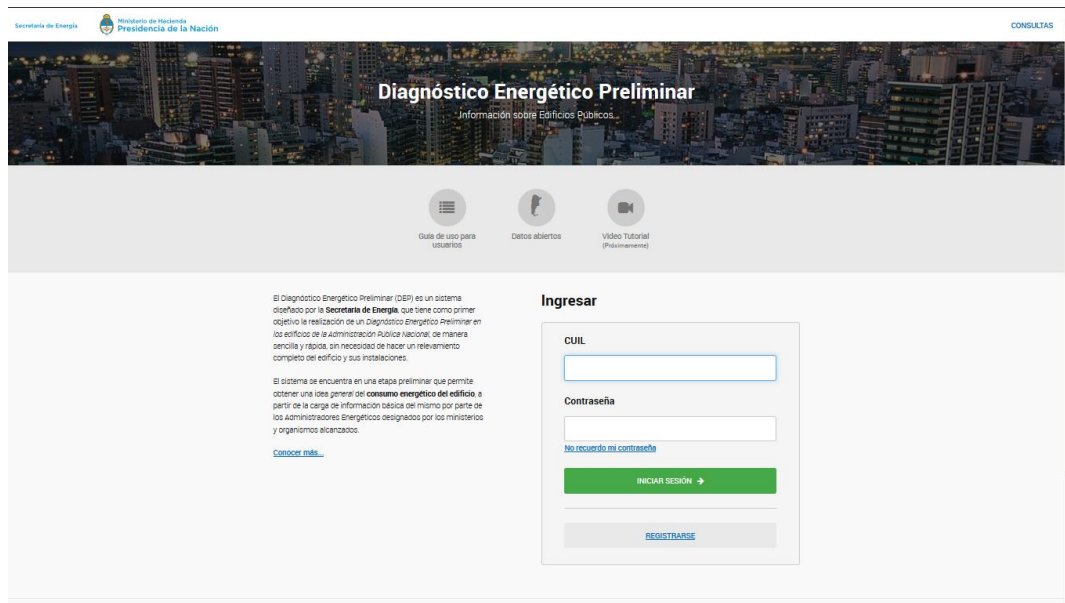 Secretaría de Energía
Ministerio de Hacienda
Presidencia de la Nación
CONSULTAS
Diagnóstico Energético Preliminar
Información sobre Edificios Públicos.
Guía de uso para
usuarios
Datos abiertos
Video Tutorial
(Próximamente)
El Diagnóstico Energético Preliminar (DEP) es un sistema
diseñado por la Secretaría de Energía, que tiene como primer
objetivo la realización de un Diagnóstico Energético Preliminar en
los edificios de la Administración Pública Nacional, de manera
sencilla y rápida, sin necesidad de hacer un relevamiento
completo del edificio y sus instalaciones.
El sistema se encuentra en una etapa preliminar que permite
obtener una idea general del consumo energético del edificio, a
partir de la carga de información básica del mismo por parte de
los Administradores Energéticos designados por los ministerios
y organismos alcanzados.
Conocer más...
Ingresar
CUIL
Contraseña
No recuerdo mi contraseña
INICIAR SESIÓN →
REGISTRARSE